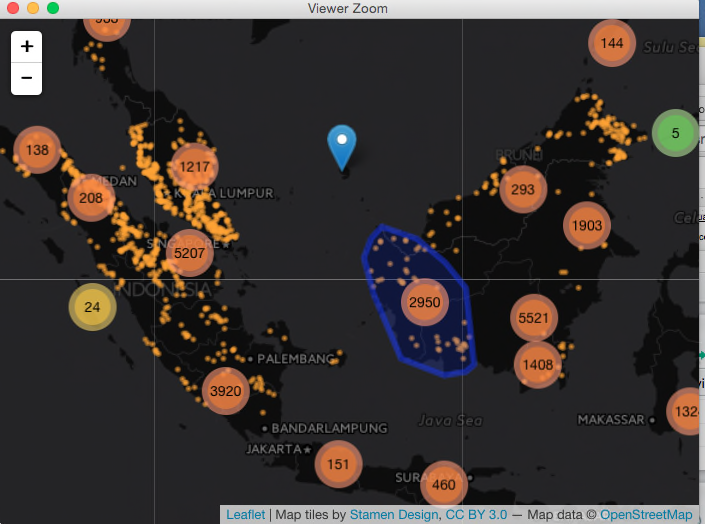 Viewer Zoom
+
−
144
Sulu Se
5
138
1217
BRUNEI
MEDAN
KUALA LUMPUR
293
208
1903
SINGAPORE
5207
INDONESIA
24
2950
5521
PALEMBANG
1408
3920
Java Sea
MAKASSAR
132
BANDARLAMPUNG
JAKARTA
151
SURABAYA
460
Leaflet | Map tiles by Stamen Design, CC BY 3.0 — Map data © OpenStreetMap